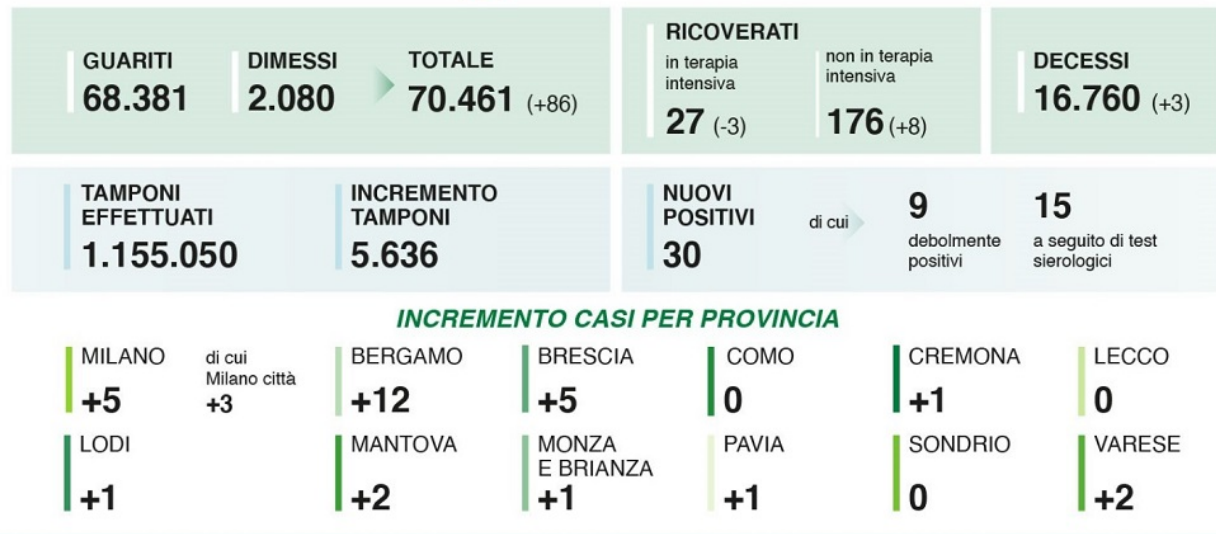 GUARITI
68.381
DIMESSI
2.080
TOTALE
70.461 (+86)
RICOVERATI
in terapia
intensiva
27 (-3)
non in terapia
intensiva
176 (+8)
DECESSI
16.760 (+3)
TAMPONI
EFFETTUATI
1.155.050
INCREMENTO
TAMPONI
5.636
NUOVI
POSITIVI
30
di cui
9
debolmente
positivi
15
a seguito di test
sierologici
INCREMENTO CASI PER PROVINCIA
MILANO
+5
di cui
Milano città
+3
BERGAMO
+12
BRESCIA
+5
COMO
0
CREMONA
+1
LECCO
0
LODI
+1
MANTOVA
+2
MONZA
E BRIANZA
+1
PAVIA
+1
SONDRIO
0
VARESE
+2